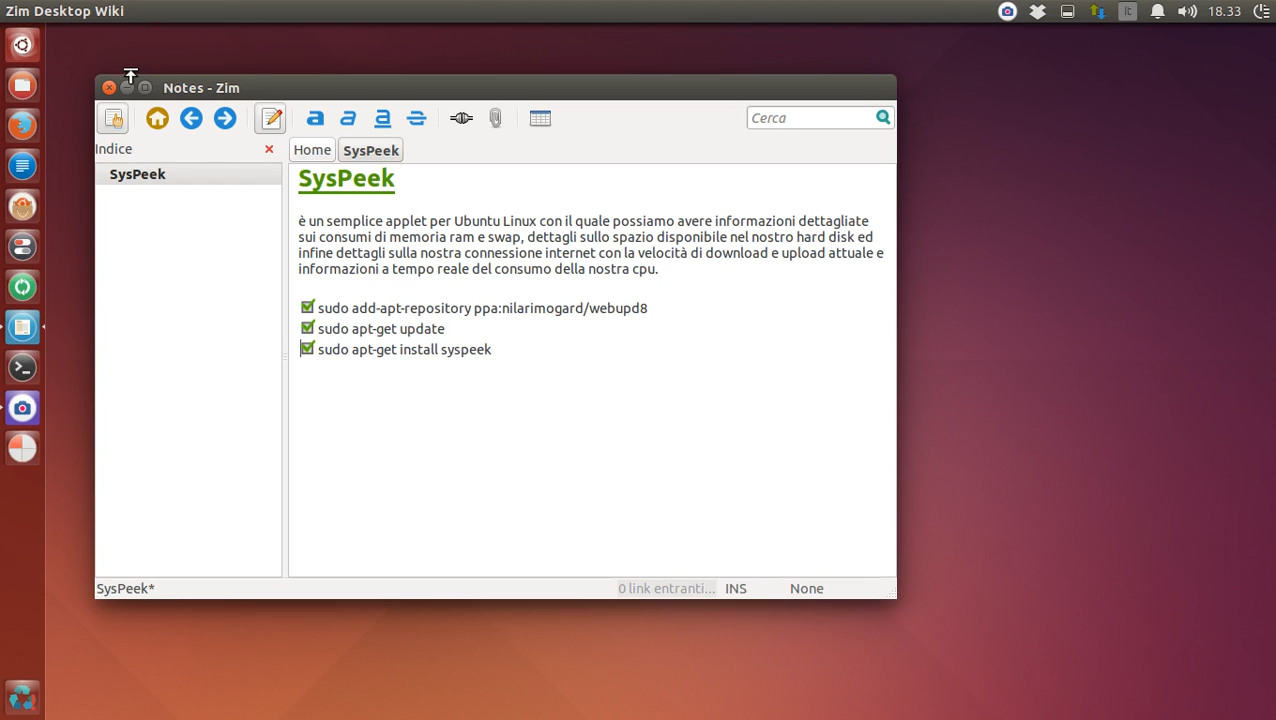 Zim Desktop Wiki
It
18.33
Notes - Zim
Cerca
Indice
Home
SysPeek
SysPeek
SysPeek
è un semplice applet per Ubuntu Linux con il quale possiamo avere informazioni dettagliate
sui consumi di memoria ram e swap, dettagli sullo spazio disponibile nel nostro hard disk ed
infine dettagli sulla nostra connessione internet con la velocità di download e upload attuale e
informazioni a tempo reale del consumo della nostra cpu.
sudo add-apt-repository ppa:nilarimogard/webupd8
sudo apt-get update
sudo apt-get install syspeek
SysPeek*
0 link entranti...
INS
None